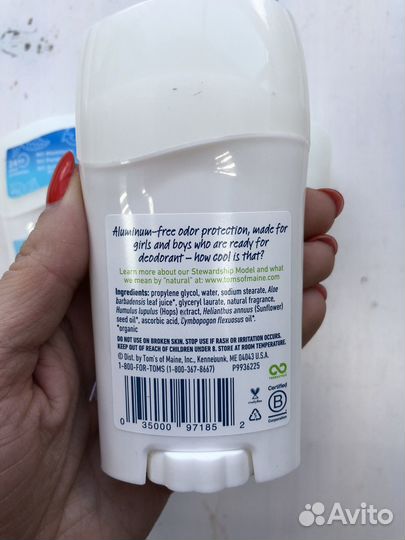 Aluminum–free odor protection, made for
girls and boys who are ready for
deodorant – how cool is that?
Learn more about our Stewardship Model and what
we mean by "natural" at: www.tomsofmaine.com
Ingredients: propylene glycol, water, sodium stearate, Aloe
barbadensis leaf juice*, glyceryl laurate, natural fragrance,
Humulus lupulus (Hops) extract, Helianthus annuus (Sunflower)
seed oil*, ascorbic acid, Cymbopogon flexuosus oil*.
*organic
DO NOT USE ON BROKEN SKIN. STOP USE IF RASH OR IRRITATION OCCURS.
KEEP OUT OF REACH OF CHILDREN UNDER 6. STORE AT ROOM TEMPERATURE.
© Dist. by Tom's of Maine, Inc., Kennebunk, ME 04043 U.S.A.
1-800-FOR-TOMS (1-800-367-8667) P9936225
0 35000 97185 2
Certified
B
Corporation
Avito